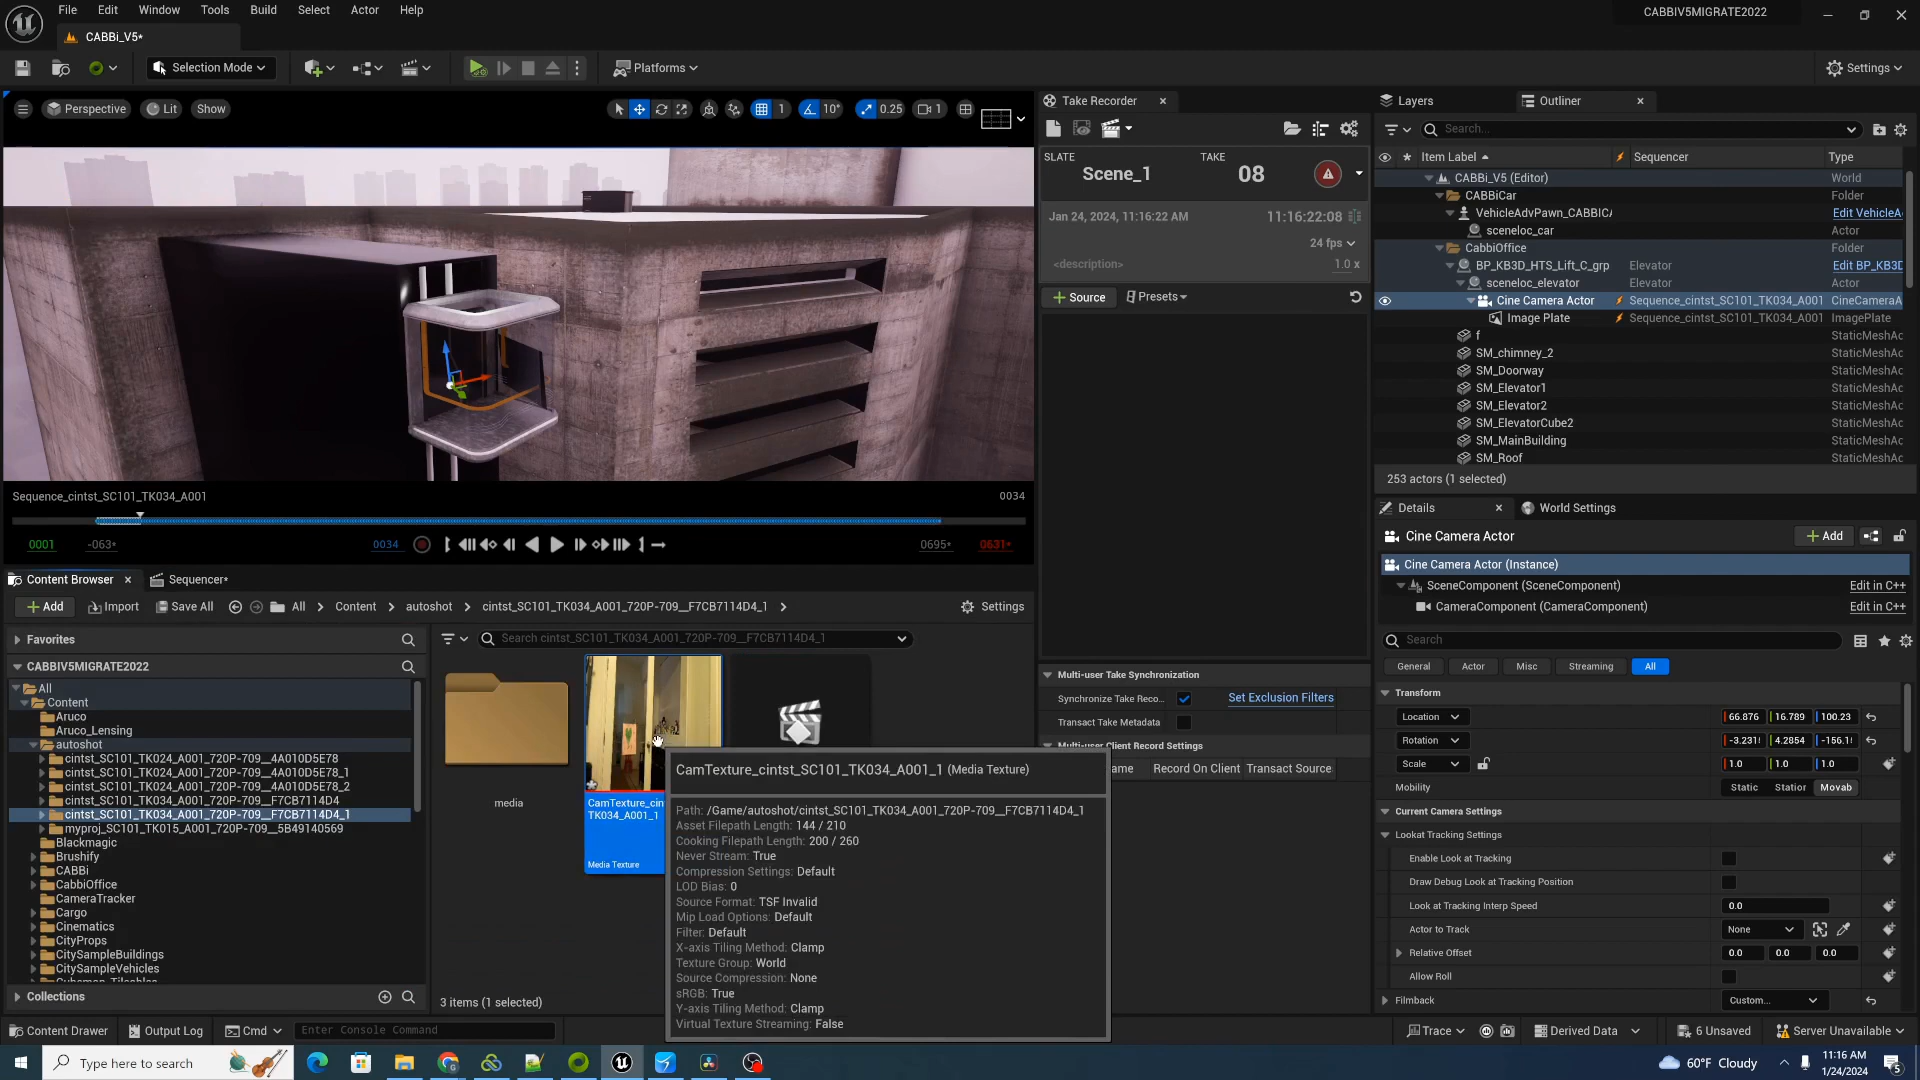 File Edit Window Tools Build Select Actor Help
CABBIV5MIGRATE2022
CABBi_V5*
Selection Mode
Platforms
Settings
Perspective Lit Show
1 10° 0.25 1
Take Recorder
SLATE TAKE
Scene_1 08
Jan 24, 2024, 11:16:22 AM 11:16:22:08
24 fps
<description> 1.0 x
Source Presets
Multi-user Take Synchronization
Synchronize Take Reco... Set Exclusion Filters
Transact Take Metadata
Multi-user Client Record Settings
ame Record On Client Transact Source
Layers Outliner
Search...
Item Label Sequencer Type
CABBi_V5 (Editor) World
CABBiCar Folder
VehicleAdvPawn_CABBICA Edit VehicleA
sceneloc_car Actor
CabbiOffice Folder
BP_KB3D_HTS_Lift_C_grp Elevator Edit BP_KB3D
sceneloc_elevator Elevator Actor
Cine Camera Actor Sequence_cintst_SC101_TK034_A001 CineCameraA
Image Plate Sequence_cintst_SC101_TK034_A001 ImagePlate
f StaticMeshAc
SM_chimney_2 StaticMeshAc
SM_Doorway StaticMeshAc
SM_Elevator1 StaticMeshAc
SM_Elevator2 StaticMeshAc
SM_ElevatorCube2 StaticMeshAc
SM_MainBuilding StaticMeshAc
SM_Roof StaticMeshAc
253 actors (1 selected)
Details World Settings
Cine Camera Actor Add
Cine Camera Actor (Instance)
SceneComponent (SceneComponent) Edit in C++
CameraComponent (CameraComponent) Edit in C++
Search
General Actor Misc Streaming All
Transform
Location 66.876 16.789 100.23
Rotation -3.231 4.2854 -156.1
Scale 1.0 1.0 1.0
Mobility Static Station Movab
Current Camera Settings
Lookat Tracking Settings
Enable Look at Tracking
Draw Debug Look at Tracking Position
Look at Tracking Interp Speed 0.0
Actor to Track None
Relative Offset 0.0 0.0 0.0
Allow Roll
Filmback Custom...
Sequence_cintst_SC101_TK034_A001 0034
0001 -063* 0034 0695* 0631*
Content Browser Sequencer*
Add Import Save All All Content autoshot cintst_SC101_TK034_A001_720P-709__F7CB7114D4_1 Settings
Favorites
Search cintst_SC101_TK034_A001_720P-709__F7CB7114D4_1
CABBIV5MIGRATE2022
All
Content
Aruco
Aruco_Lensing
autoshot
cintst_SC101_TK024_A001_720P-709__4A010D5E78
cintst_SC101_TK024_A001_720P-709__4A010D5E78_1
cintst_SC101_TK024_A001_720P-709__4A010D5E78_2
cintst_SC101_TK034_A001_720P-709__F7CB7114D4
cintst_SC101_TK034_A001_720P-709__F7CB7114D4_1
myproj_SC101_TK015_A001_720P-709__5B49140569
Blackmagic
Brushify
CABBi
CabbiOffice
CameraTracker
Cargo
Cinematics
CityProps
CitySampleBuildings
CitySampleVehicles
Collections
media
CamTexture_cin
TK034_A001_1
Media Texture
3 items (1 selected)
CamTexture_cintst_SC101_TK034_A001_1 (Media Texture)
Path: /Game/autoshot/cintst_SC101_TK034_A001_720P-709__F7CB7114D4_1
Asset Filepath Length: 144 / 210
Cooking Filepath Length: 200 / 260
Never Stream: True
Compression Settings: Default
LOD Bias: 0
Source Format: TSF Invalid
Mip Load Options: Default
Filter: Default
X-axis Tiling Method: Clamp
Texture Group: World
Source Compression: None
sRGB: True
Y-axis Tiling Method: Clamp
Virtual Texture Streaming: False
Content Drawer Output Log Cmd Enter Console Command
Trace Derived Data 6 Unsaved Server Unavailable
Type here to search
60°F Cloudy 11:16 AM
1/24/2024 5